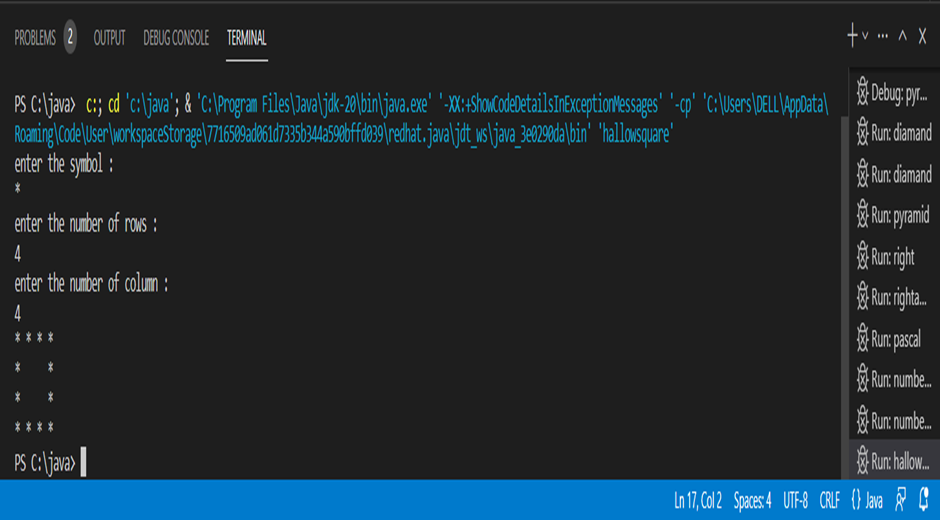 PROBLEMS 2 OUTPUT DEBUG CONSOLE TERMINAL
PS C:\java> c:; cd 'c:\java'; & 'C:\Program Files\Java\jdk-20\bin\java.exe' '-XX:+ShowCodeDetailsInExceptionMessages' '-cp' 'C:\Users\DELL\AppData\
Roaming\Code\User\workspaceStorage\7716509ad061d7335b344a590bffd039\redhat.java\jdt_ws\java_3e0290da\bin' 'hallowsquare'
enter the symbol :
*
enter the number of rows :
4
enter the number of column :
4
* * * *
*     *
*     *
* * * *
PS C:\java>
Debug: pyr...
Run: diamand
Run: diamand
Run: pyramid
Run: right
Run: righta...
Run: pascal
Run: numbe...
Run: numbe...
Run: hallow...
Ln 17, Col 2 Spaces: 4 UTF-8 CRLF {} Java